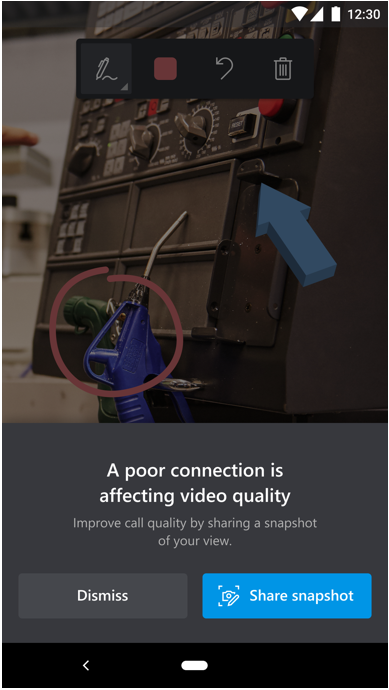 12:30
A poor connection is
affecting video quality
Improve call quality by sharing a snapshot
of your view.
Dismiss
Share snapshot